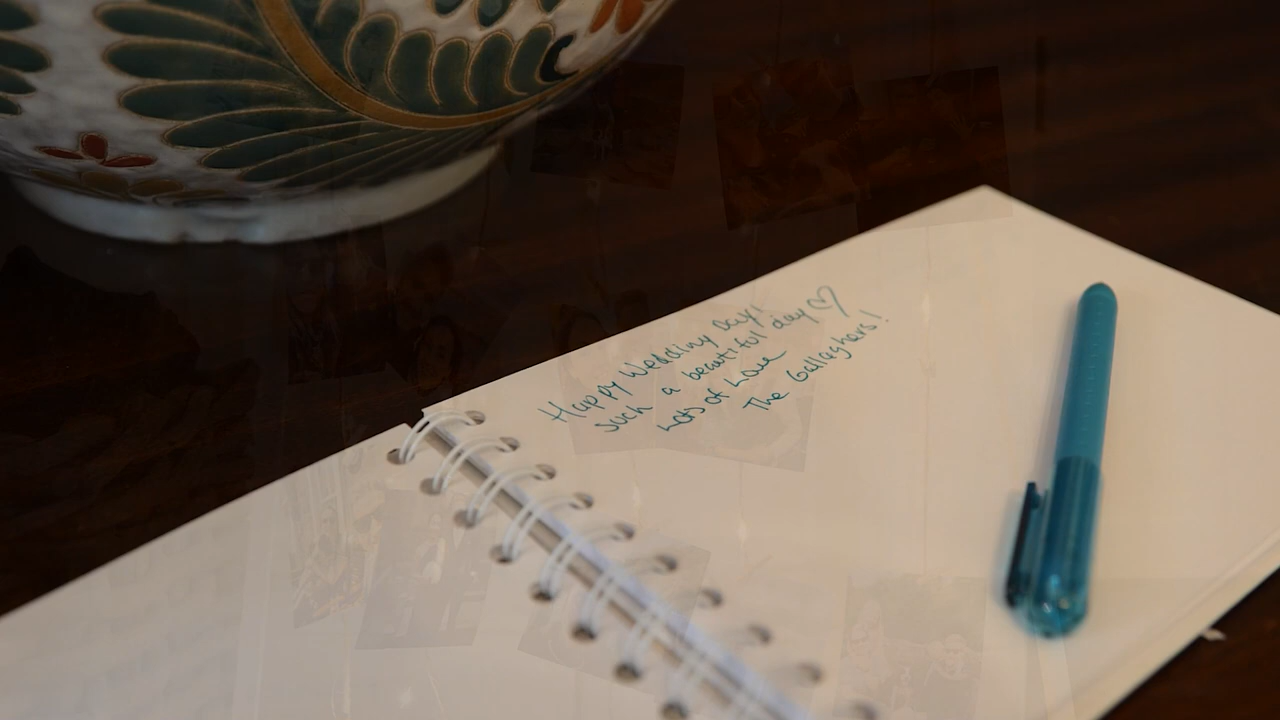 Happy Wedding Day!
such a beautiful day ♡
Lots of Love
The Gallaghers!